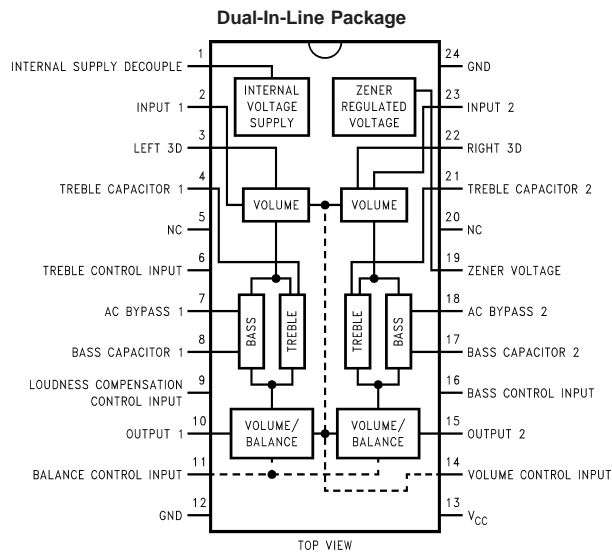 Dual-In-Line Package
1
INTERNAL SUPPLY DECOUPLE
2
INPUT 1
3
LEFT 3D
4
TREBLE CAPACITOR 1
5
NC
6
TREBLE CONTROL INPUT
7
AC BYPASS 1
8
BASS CAPACITOR 1
9
LOUDNESS COMPENSATION
CONTROL INPUT
10
OUTPUT 1
11
BALANCE CONTROL INPUT
12
GND
INTERNAL
VOLTAGE
SUPPLY
ZENER
REGULATED
VOLTAGE
VOLUME
VOLUME
BASS
TREBLE
TREBLE
BASS
VOLUME/
BALANCE
VOLUME/
BALANCE
24
GND
23
INPUT 2
22
RIGHT 3D
21
TREBLE CAPACITOR 2
20
NC
19
ZENER VOLTAGE
18
AC BYPASS 2
17
BASS CAPACITOR 2
16
BASS CONTROL INPUT
15
OUTPUT 2
14
VOLUME CONTROL INPUT
13
VCC
TOP VIEW